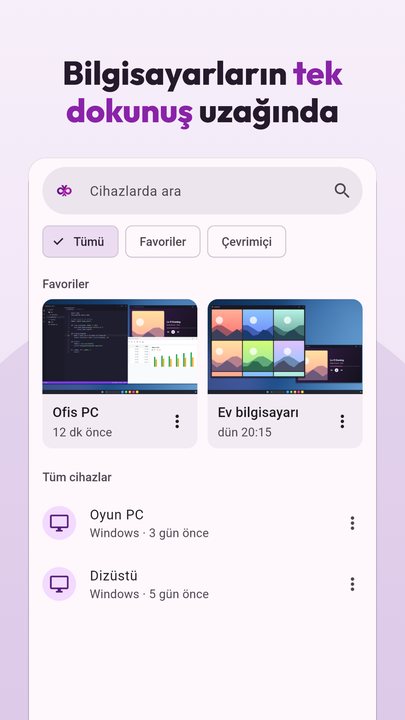 Bilgisayarların tek
dokunuş uzağında
Cihazlarda ara
Tümü
Favoriler
Çevrimiçi
Favoriler
Ofis PC
12 dk önce
Ev bilgisayarı
dün 20:15
Tüm cihazlar
Oyun PC
Windows · 3 gün önce
Dizüstü
Windows · 5 gün önce